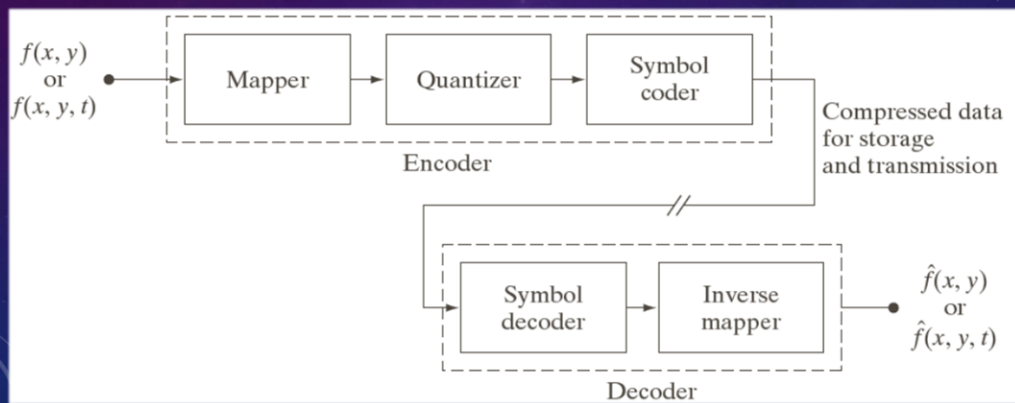 f(x, y)
or
f(x, y, t)
Mapper
Quantizer
Symbol
coder
Encoder
Compressed data
for storage
and transmission
Symbol
decoder
Inverse
mapper
Decoder
f̂(x, y)
or
f̂(x, y, t)